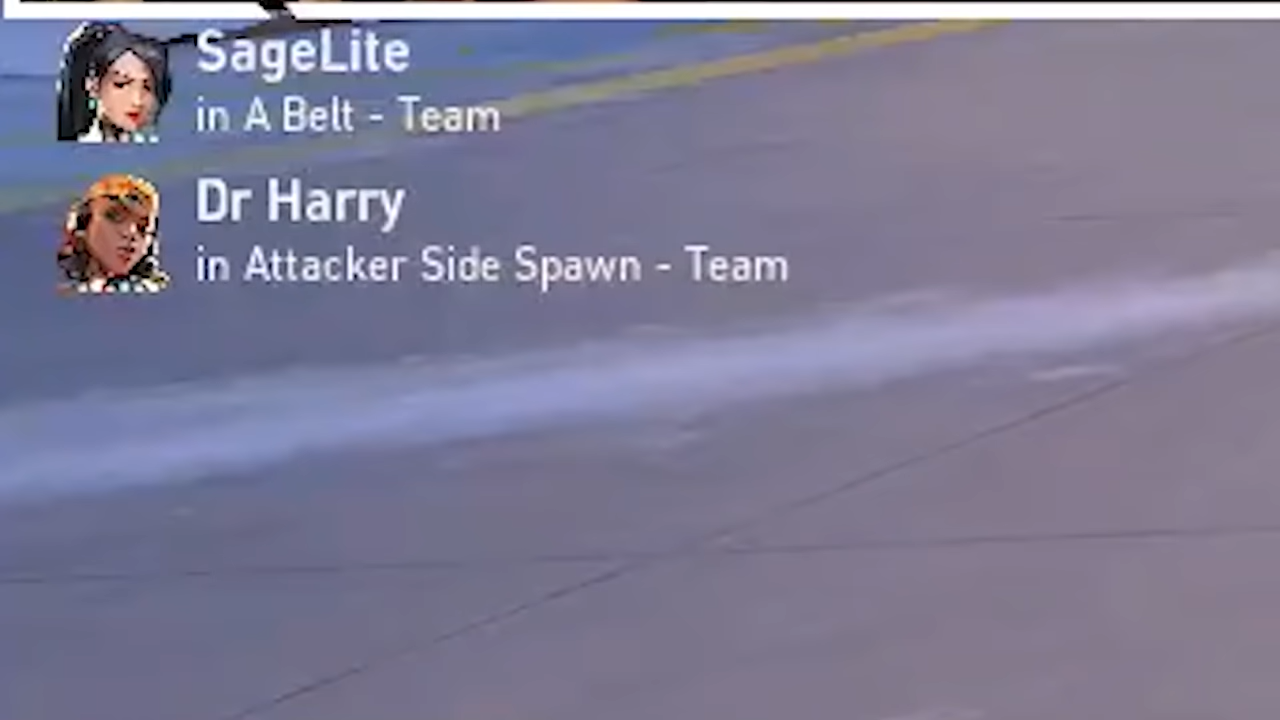 SageLite
in A Belt - Team
Dr Harry
in Attacker Side Spawn - Team